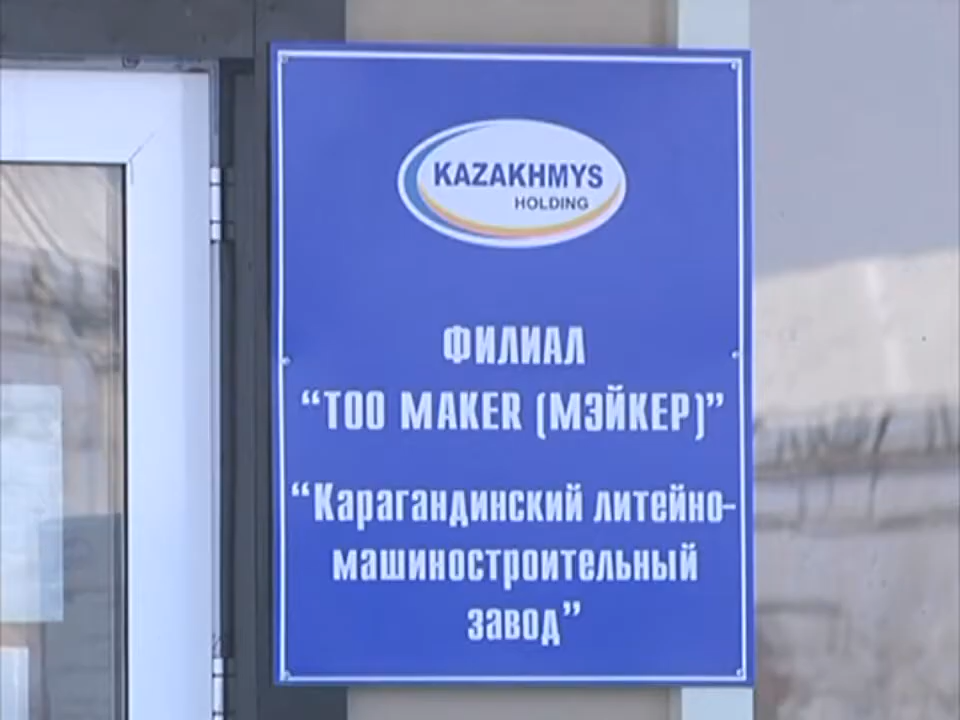 KAZAKHMYS
HOLDING
ФИЛИАЛ
“ТОО MAKER (МЭЙКЕР)”
“Карагандинский литейно-
машиностроительный
завод”